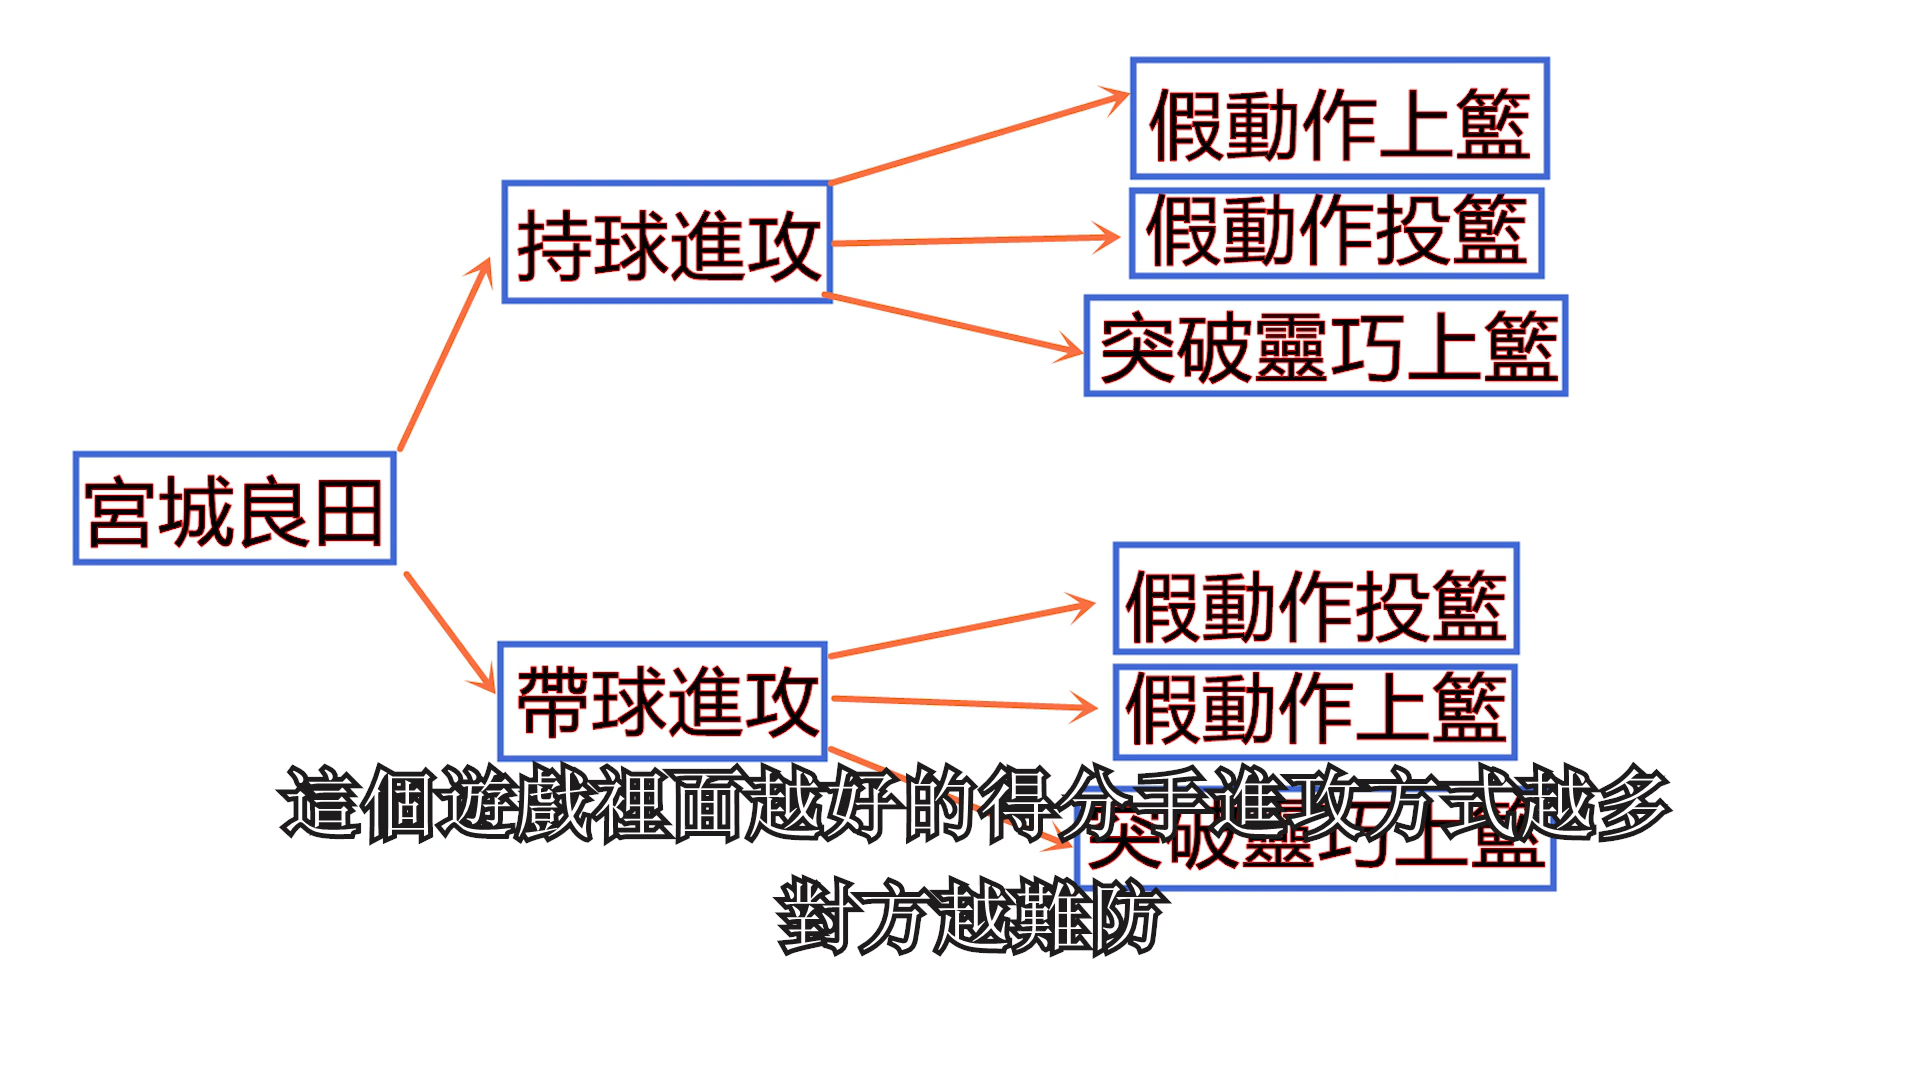 假動作上籃
假動作投籃
持球進攻
突破靈巧上籃
宮城良田
假動作投籃
帶球進攻
假動作上籃
突破靈巧上籃
這個遊戲裡面越好的得分手進攻方式越多
對方越難防